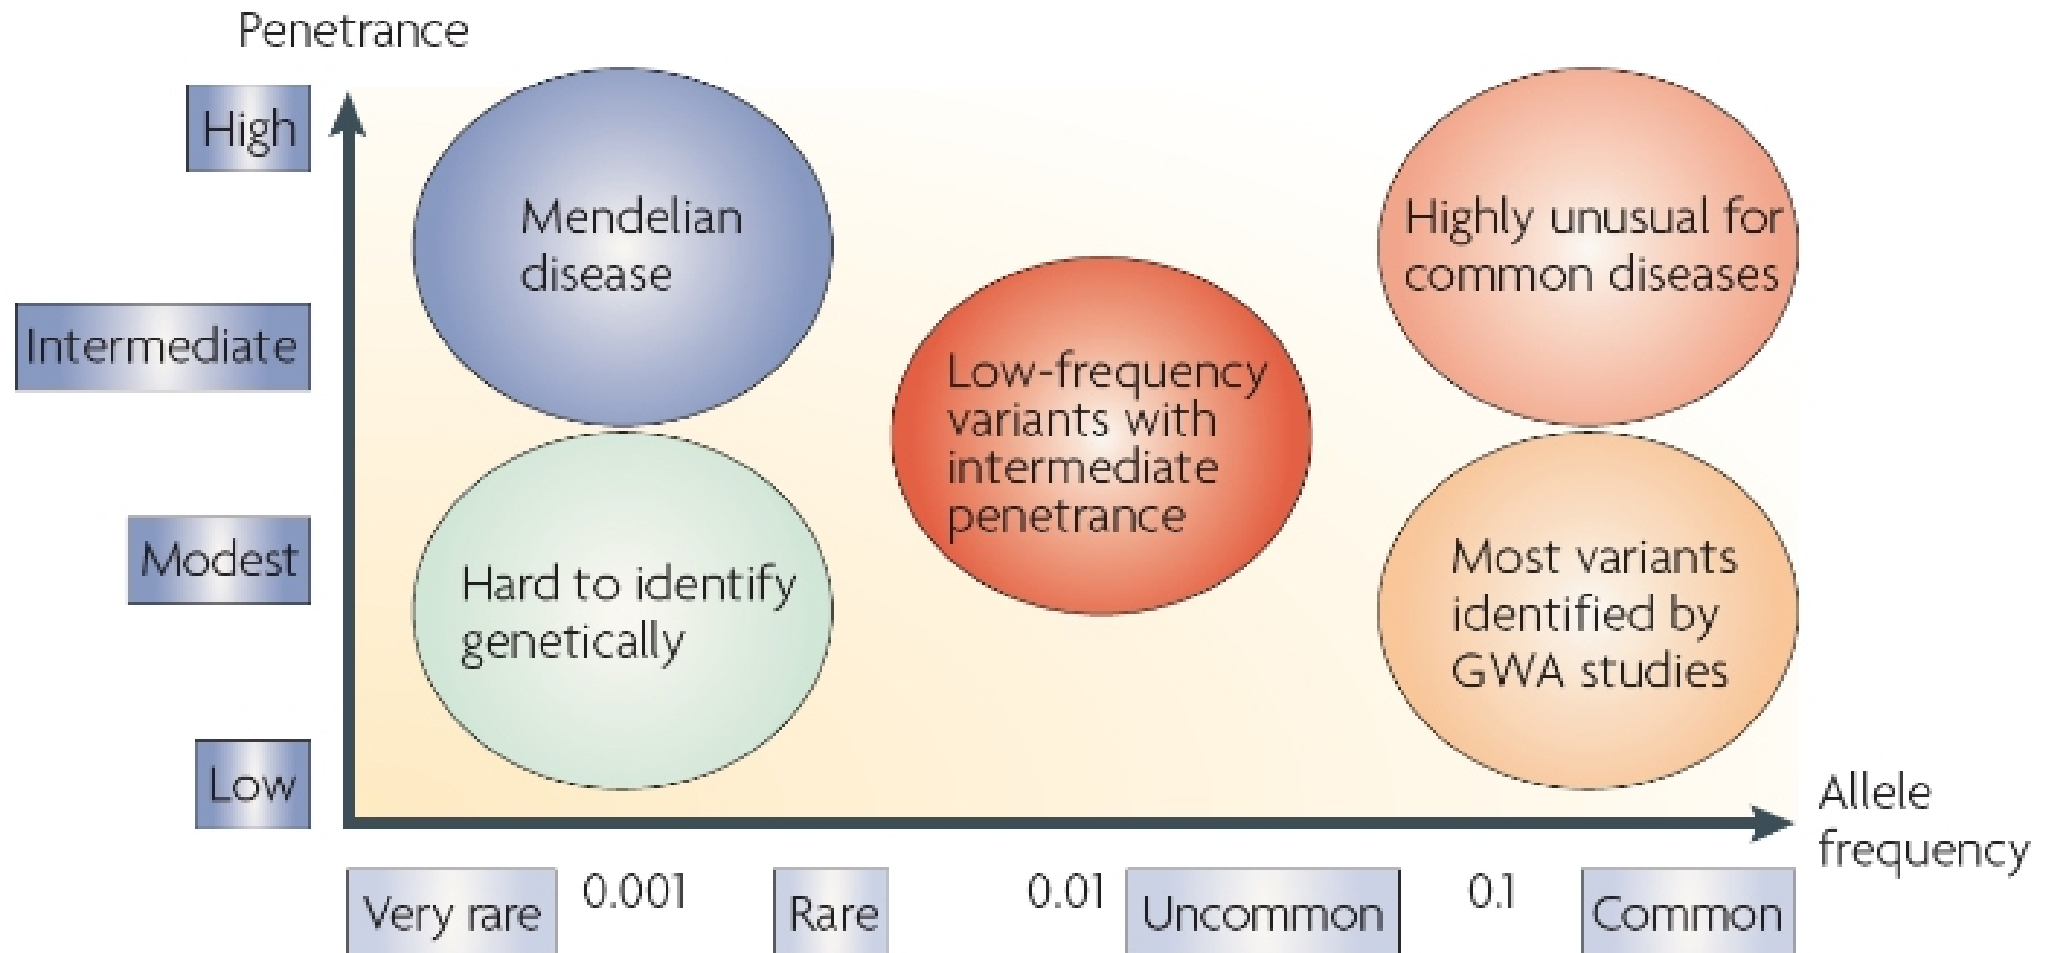 Penetrance
High
Intermediate
Modest
Low
Mendelian
disease
Hard to identify
genetically
Low-frequency
variants with
intermediate
penetrance
Highly unusual for
common diseases
Most variants
identified by
GWA studies
Allele
frequency
Very rare
0.001
Rare
0.01
Uncommon
0.1
Common